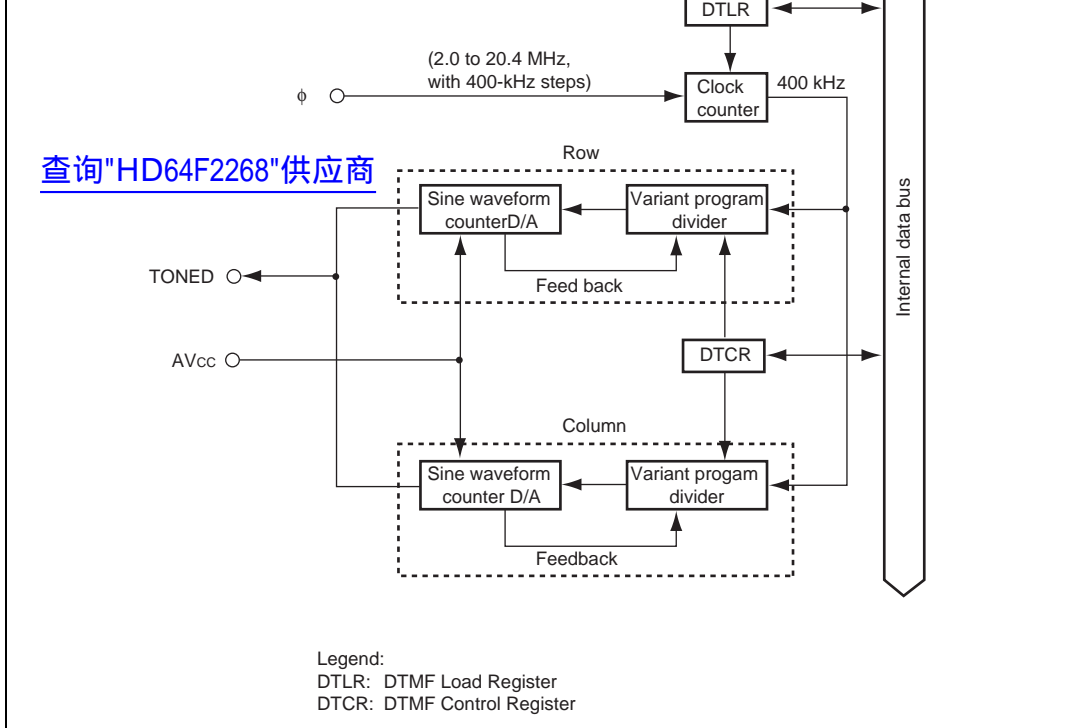 DTLR
(2.0 to 20.4 MHz,
with 400-kHz steps)
ϕ
Clock
counter
400 kHz
查询"HD64F2268"供应商
Row
Sine waveform
counterD/A
Variant program
divider
Feed back
TONED
Internal data bus
AVcc
DTCR
Column
Sine waveform
counter D/A
Variant progam
divider
Feedback
Legend:
DTLR: DTMF Load Register
DTCR: DTMF Control Register